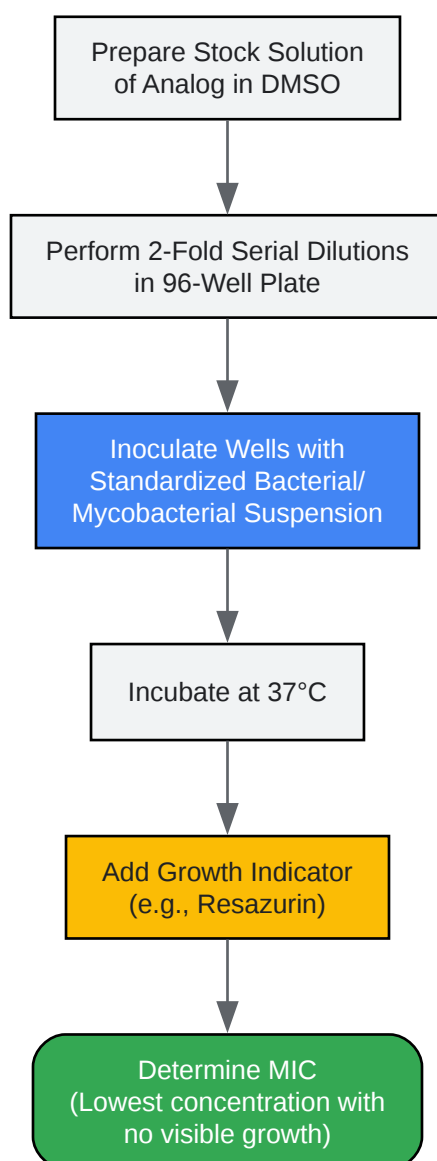 Prepare Stock Solution
of Analog in DMSO
Perform 2-Fold Serial Dilutions
in 96-Well Plate
Inoculate Wells with
Standardized Bacterial/
Mycobacterial Suspension
Incubate at 37°C
Add Growth Indicator
(e.g., Resazurin)
Determine MIC
(Lowest concentration with
no visible growth)